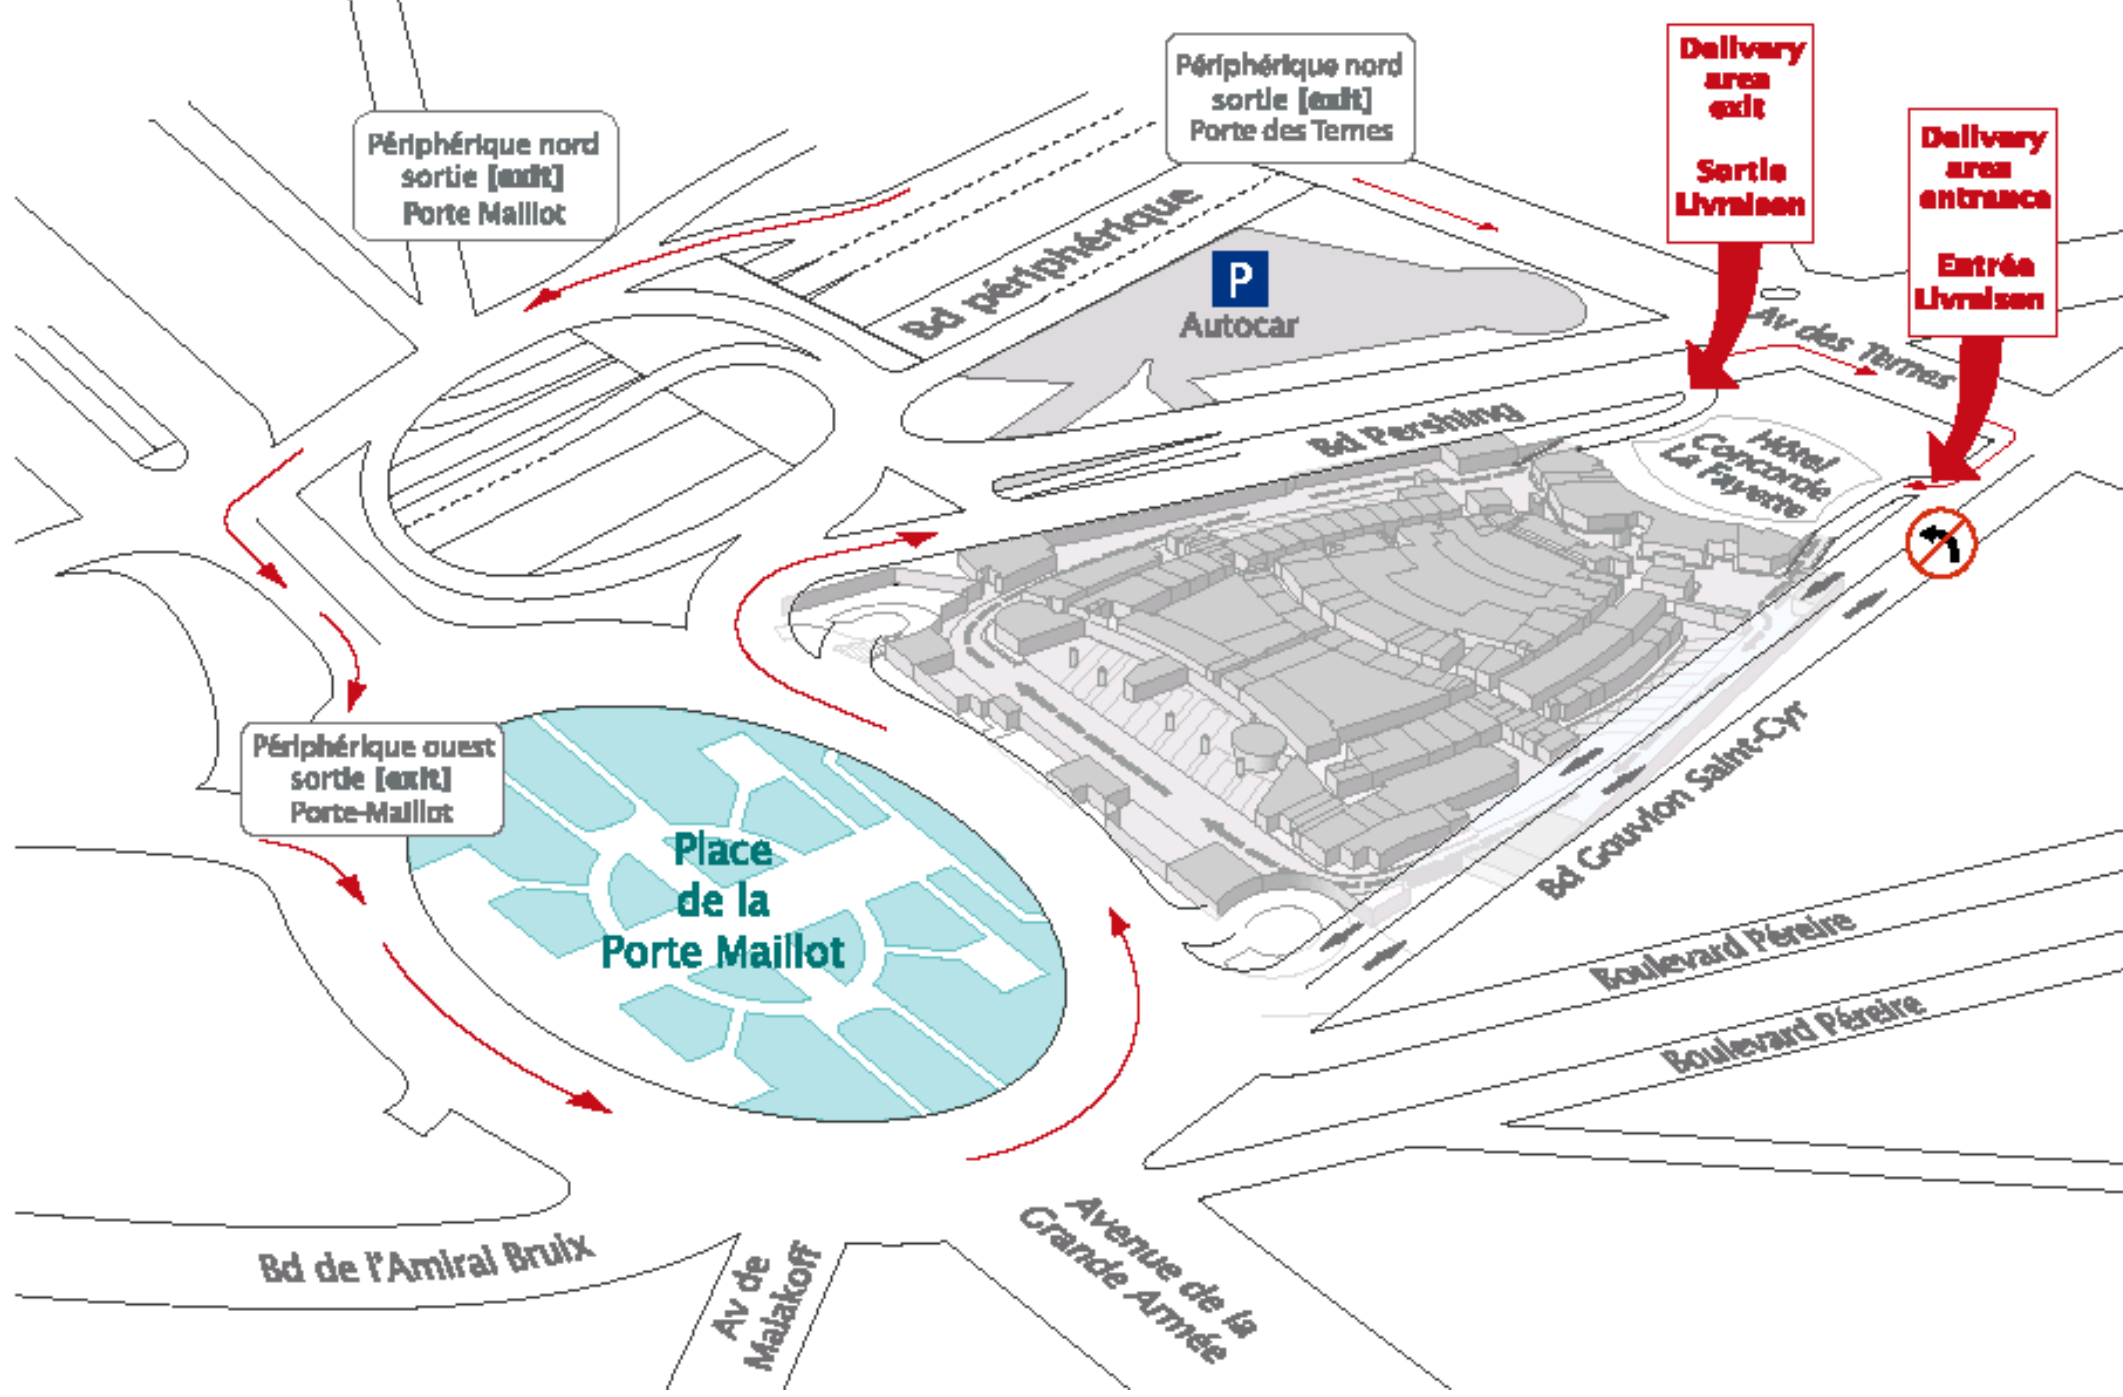 Périphérique nord
sortie [exit]
Porte Maillot
Périphérique nord
sortie [exit]
Porte des Ternes
Delivary
area
exit
Sortie
Livraison
Delivary
area
entrance
Entrée
Livraison
Bd périphérique
P
Autocar
Av des Ternes
Bd Pershing
Hôtel
Concorde
La Fayette
Périphérique ouest
sortie [exit]
Porte-Maillot
Place
de la
Porte Maillot
Bd Gouvion Saint-Cyr
Boulevard Péreire
Boulevard Péreire
Bd de l'Amiral Bruix
Av de
Malakoff
Avenue de la
Grande Armée